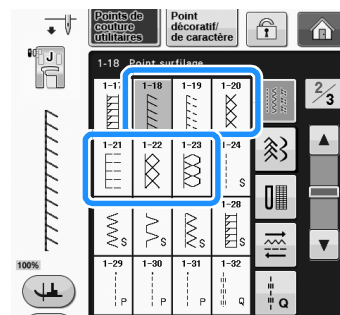 Points de
couture
utilitaires
Point
décoratif/
de caractère
J
1-18 Point surfilage
1-17 1-18 1-19 1-20
2/3
1-21 1-22 1-23 1-24
S
1-28
S S S S
1-29 1-30 1-31 1-32
P P P Q
Q
100%